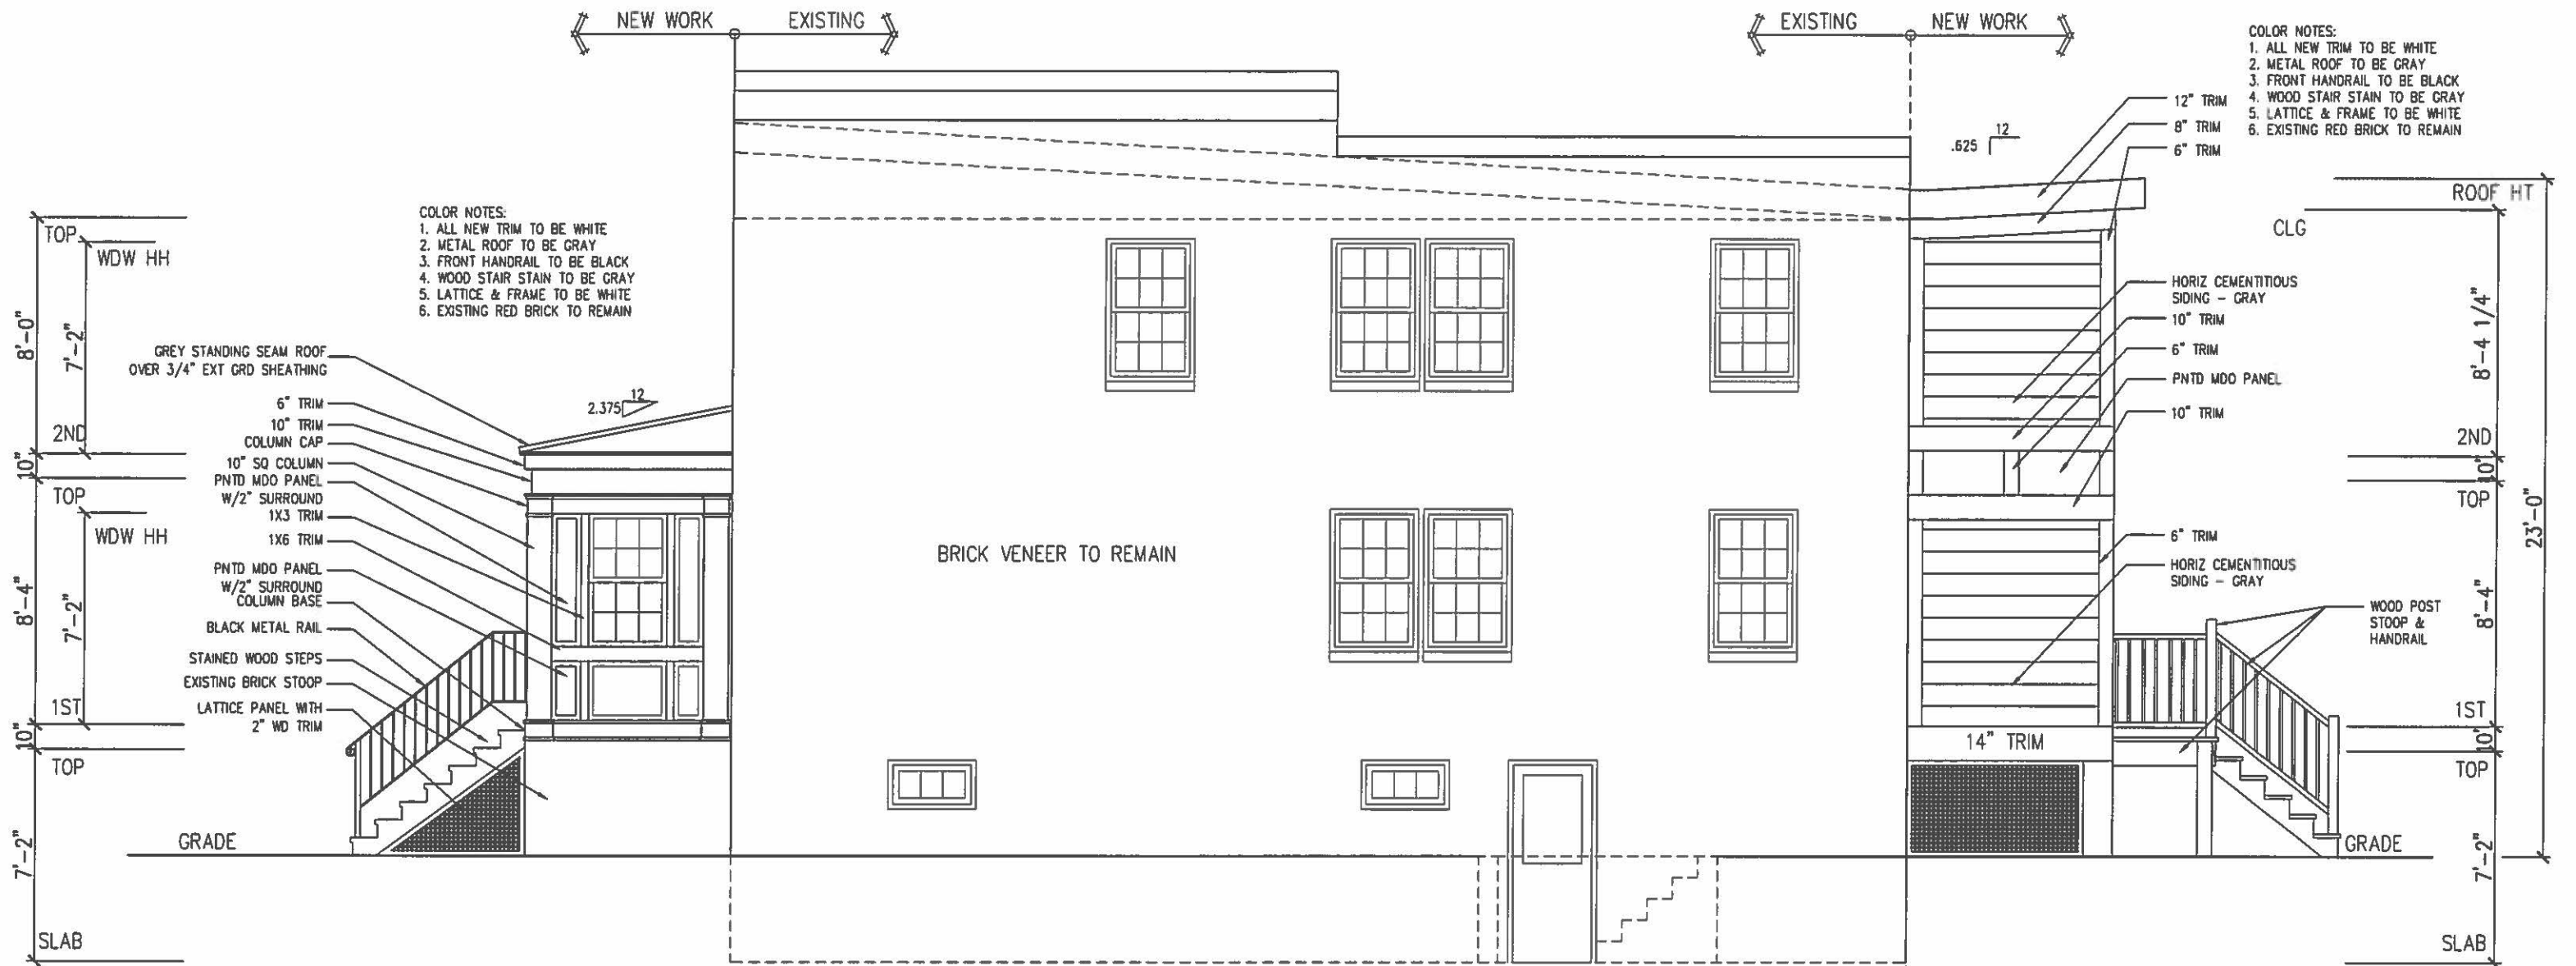 NEW WORK
EXISTING
EXISTING
NEW WORK
COLOR NOTES:
1. ALL NEW TRIM TO BE WHITE
2. METAL ROOF TO BE GRAY
3. FRONT HANDRAIL TO BE BLACK
4. WOOD STAIR STAIN TO BE GRAY
5. LATTICE & FRAME TO BE WHITE
6. EXISTING RED BRICK TO REMAIN
12" TRIM
8" TRIM
6" TRIM
12
.625
ROOF HT
CLG
TOP
WDW HH
COLOR NOTES:
1. ALL NEW TRIM TO BE WHITE
2. METAL ROOF TO BE GRAY
3. FRONT HANDRAIL TO BE BLACK
4. WOOD STAIR STAIN TO BE GRAY
5. LATTICE & FRAME TO BE WHITE
6. EXISTING RED BRICK TO REMAIN
8'-0"
7'-2"
GREY STANDING SEAM ROOF
OVER 3/4" EXT GRD SHEATHING
12
2.375
6" TRIM
10" TRIM
COLUMN CAP
10" SQ COLUMN
PNTD MDO PANEL
W/2" SURROUND
1X3 TRIM
1X6 TRIM
PNTD MDO PANEL
W/2" SURROUND
COLUMN BASE
BLACK METAL RAIL
STAINED WOOD STEPS
EXISTING BRICK STOOP
LATTICE PANEL WITH
2" WD TRIM
2ND
10"
TOP
WDW HH
8'-4"
7'-2"
1ST
10"
TOP
GRADE
7'-2"
SLAB
BRICK VENEER TO REMAIN
HORIZ CEMENTITIOUS
SIDING - GRAY
10" TRIM
6" TRIM
PNTD MDO PANEL
10" TRIM
6" TRIM
HORIZ CEMENTITIOUS
SIDING - GRAY
WOOD POST
STOOP &
HANDRAIL
14" TRIM
8'-4 1/4"
2ND
10"
TOP
23'-0"
8'-4"
1ST
10"
TOP
GRADE
7'-2"
SLAB